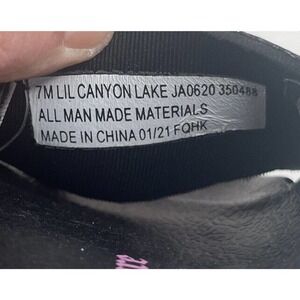 7M LIL CANYON LAKE JA0620 350488
ALL MAN MADE MATERIALS
MADE IN CHINA 01/21 FQHK